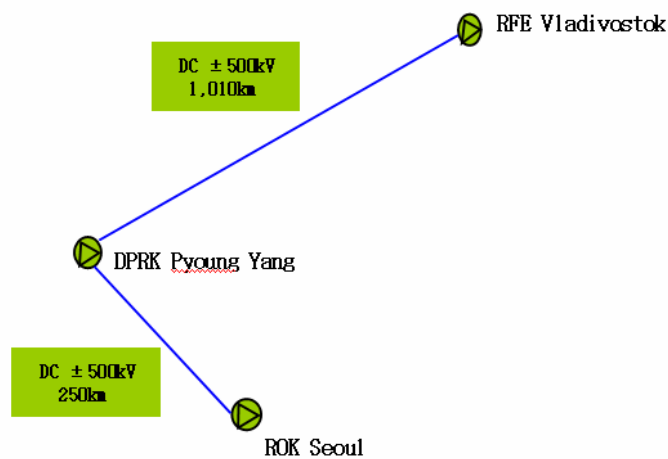 RFE Vladivostok
DC ±500kV
1,010km
DPRK Pyoung Yang
DC ±500kV
250km
ROK Seoul